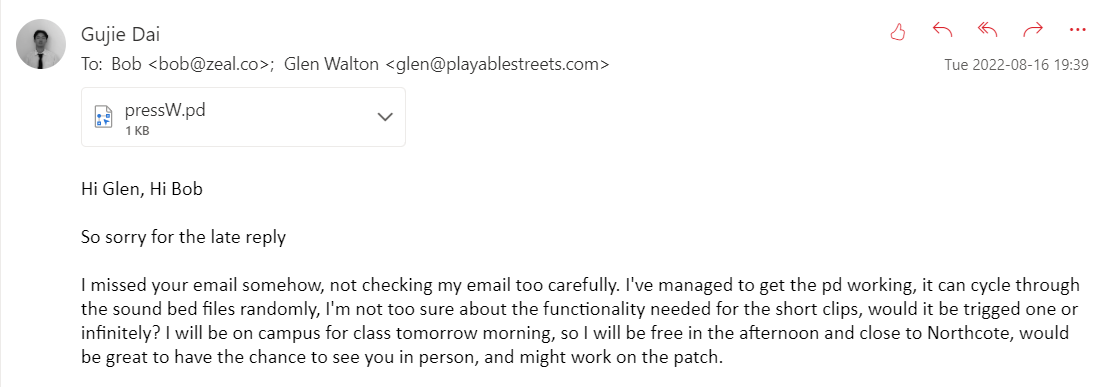 Gujie Dai
To: Bob <bob@zeal.co>; Glen Walton <glen@playablestreets.com>
Tue 2022-08-16 19:39
pressW.pd
1 KB
Hi Glen, Hi Bob
So sorry for the late reply
I missed your email somehow, not checking my email too carefully. I've managed to get the pd working, it can cycle through
the sound bed files randomly, I'm not too sure about the functionality needed for the short clips, would it be trigged one or
infinitely? I will be on campus for class tomorrow morning, so I will be free in the afternoon and close to Northcote, would
be great to have the chance to see you in person, and might work on the patch.